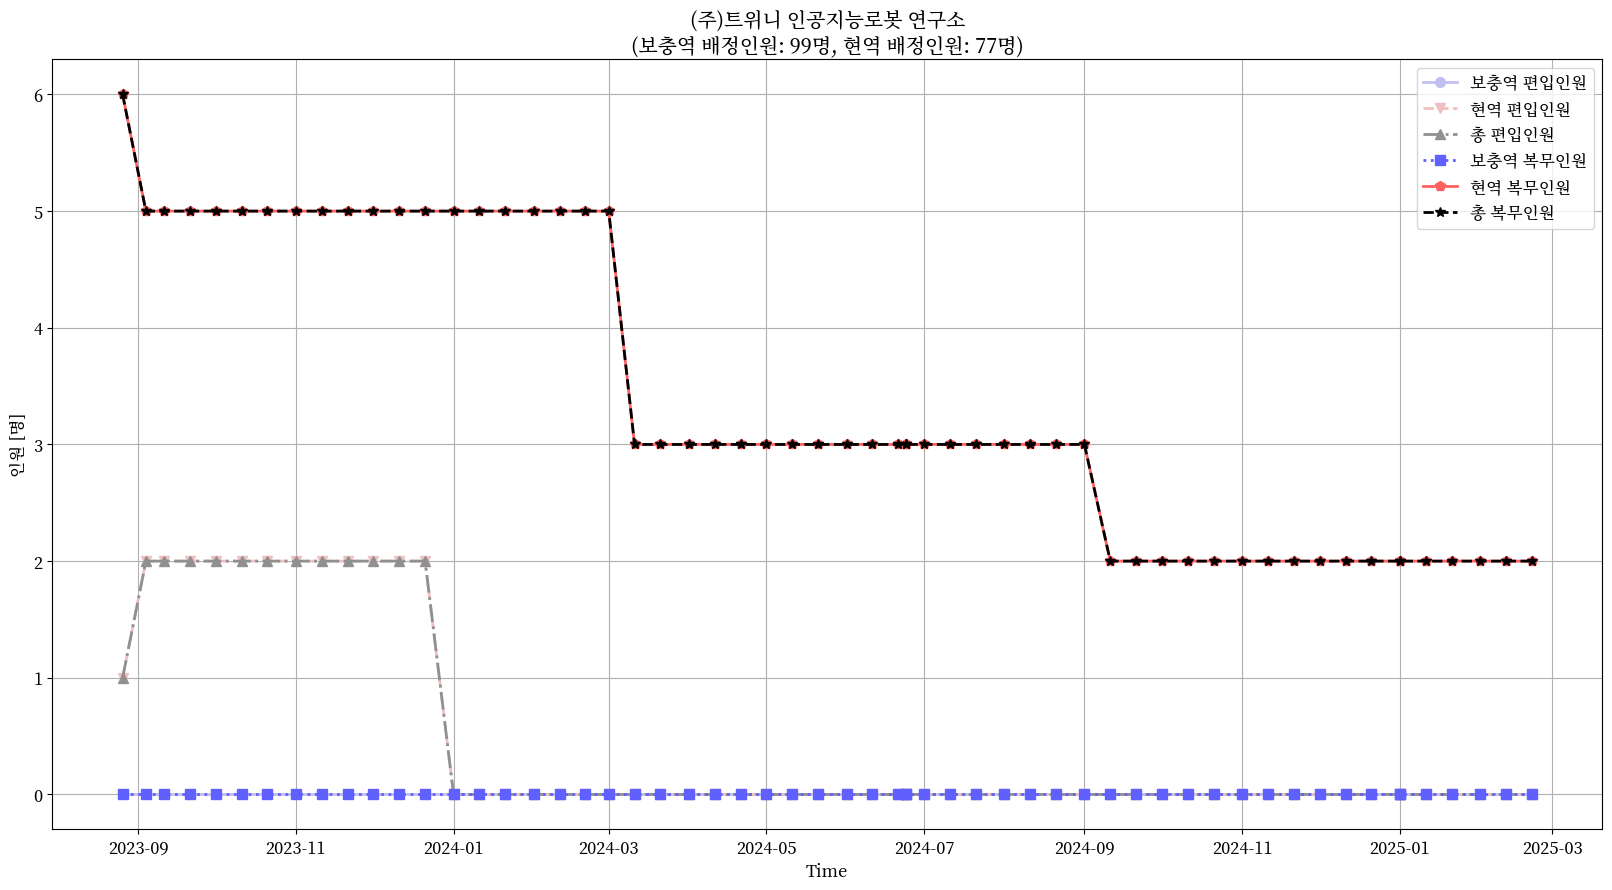 (주)트위니 인공지능로봇 연구소
(보충역 배정인원: 99명, 현역 배정인원: 77명)
보충역 편입인원
현역 편입인원
총 편입인원
보충역 복무인원
현역 복무인원
총 복무인원
인원 [명]
6
5
4
3
2
1
0
2023-09
2023-11
2024-01
2024-03
2024-05
2024-07
2024-09
2024-11
2025-01
2025-03
Time